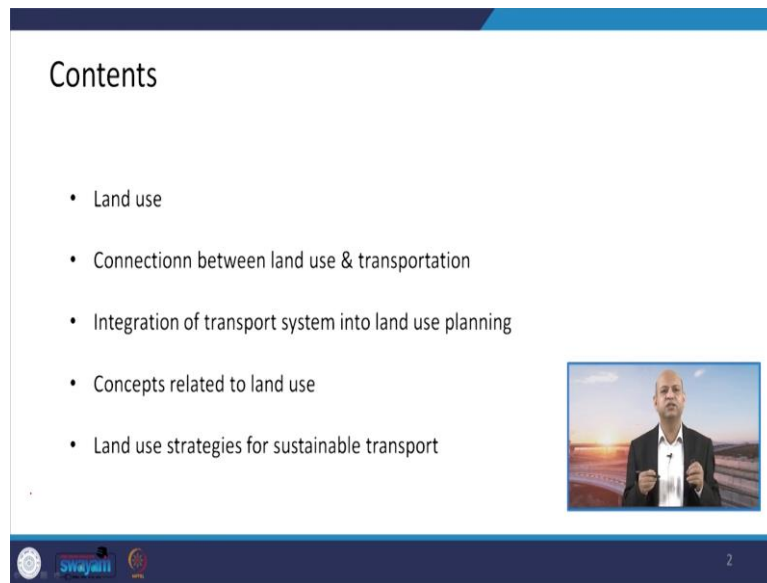 Contents
• Land use
• Connectionn between land use & transportation
• Integration of transport system into land use planning
• Concepts related to land use
• Land use strategies for sustainable transport
swayam
2